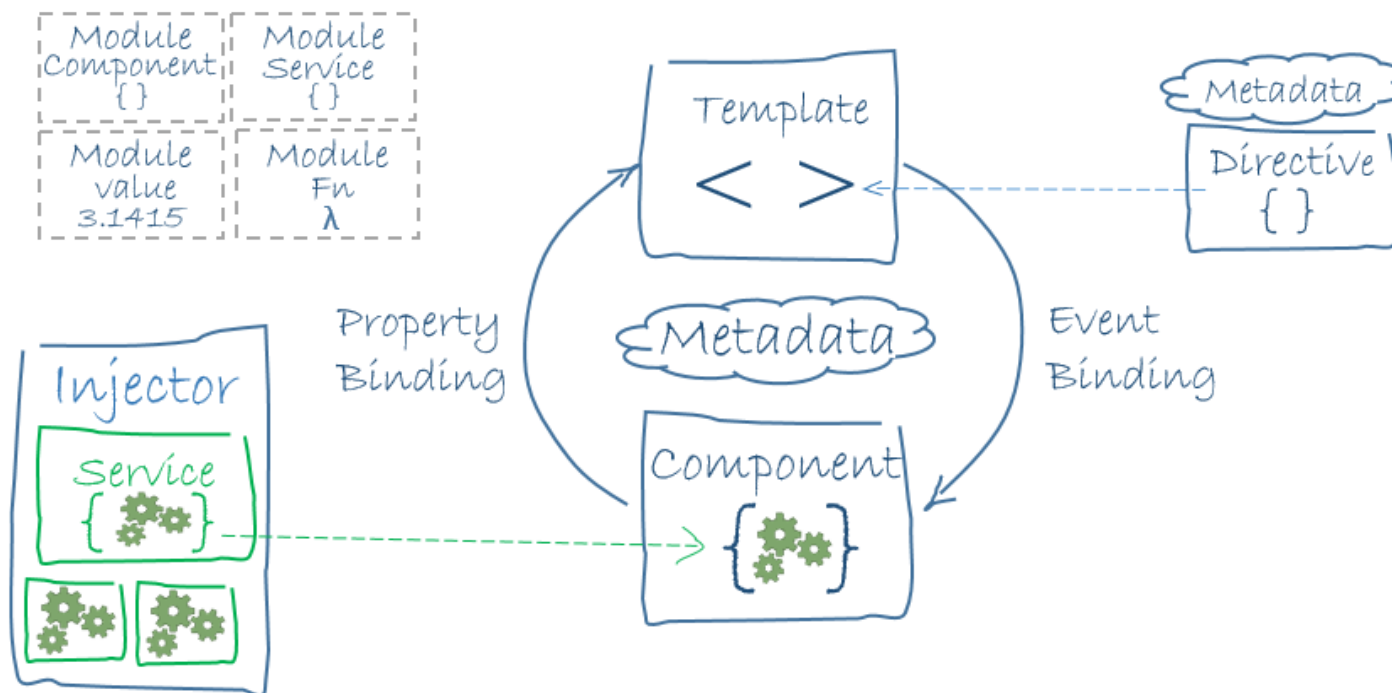 Module
Component
{ }
Module
Service
{ }
Module
value
3.1415
Module
Fn
λ
Template
< >
Metadata
Directive
{ }
Property
Binding
Metadata
Event
Binding
Injector
Service
{ }
Component
{ }